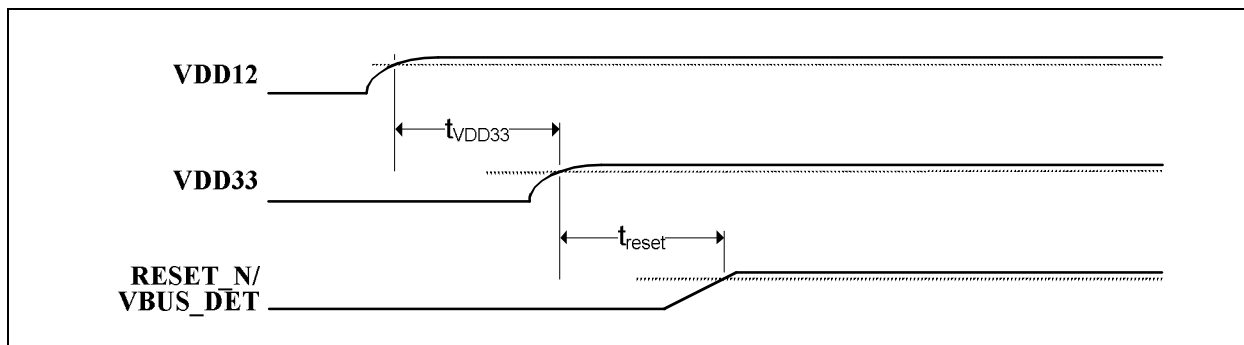 VDD12
tVDD33
VDD33
treset
RESET_N/
VBUS_DET